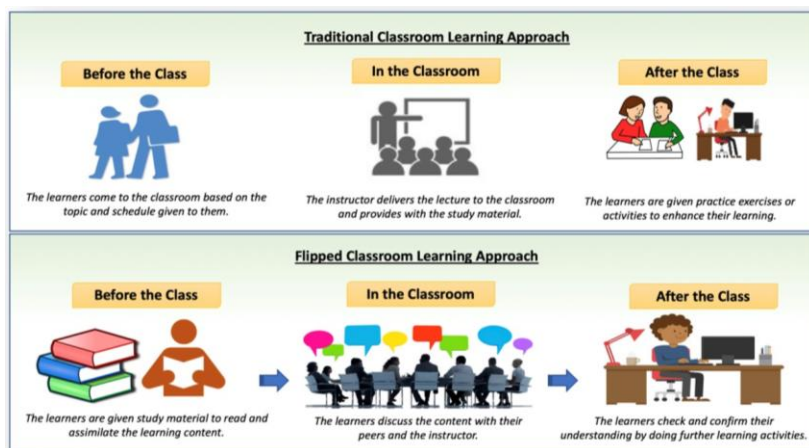 Traditional Classroom Learning Approach
Before the Class
In the Classroom
After the Class
The learners come to the classroom based on the
topic and schedule given to them.
The instructor delivers the lecture to the classroom
and provides with the study material.
The learners are given practice exercises or
activities to enhance their learning.
Flipped Classroom Learning Approach
Before the Class
In the Classroom
After the Class
The learners are given study material to read and
assimilate the learning content.
The learners discuss the content with their
peers and the instructor.
The learners check and confirm their
understanding by doing further learning activities.